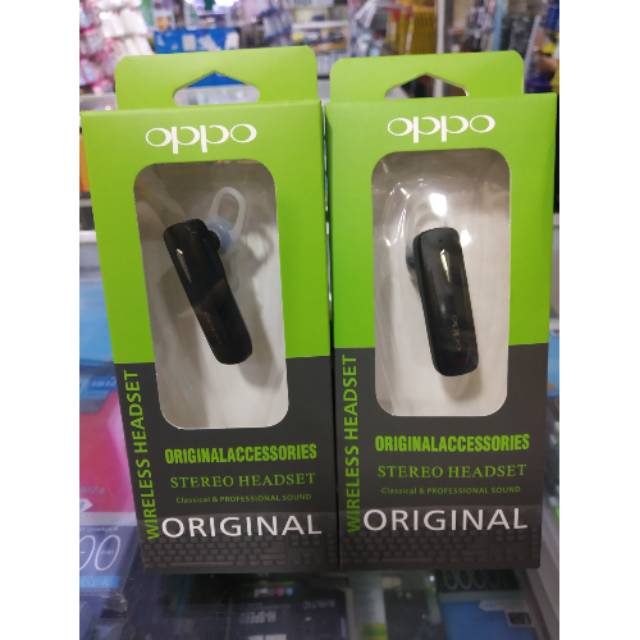 oppo
WIRELESS HEADSET
ORIGINALACCESSORIES
STEREO HEADSET
Classical & PROFESSIONAL SOUND
ORIGINAL
oppo
WIRELESS HEADSET
ORIGINALACCESSORIES
STEREO HEADSET
Classical & PROFESSIONAL SOUND
ORIGINAL